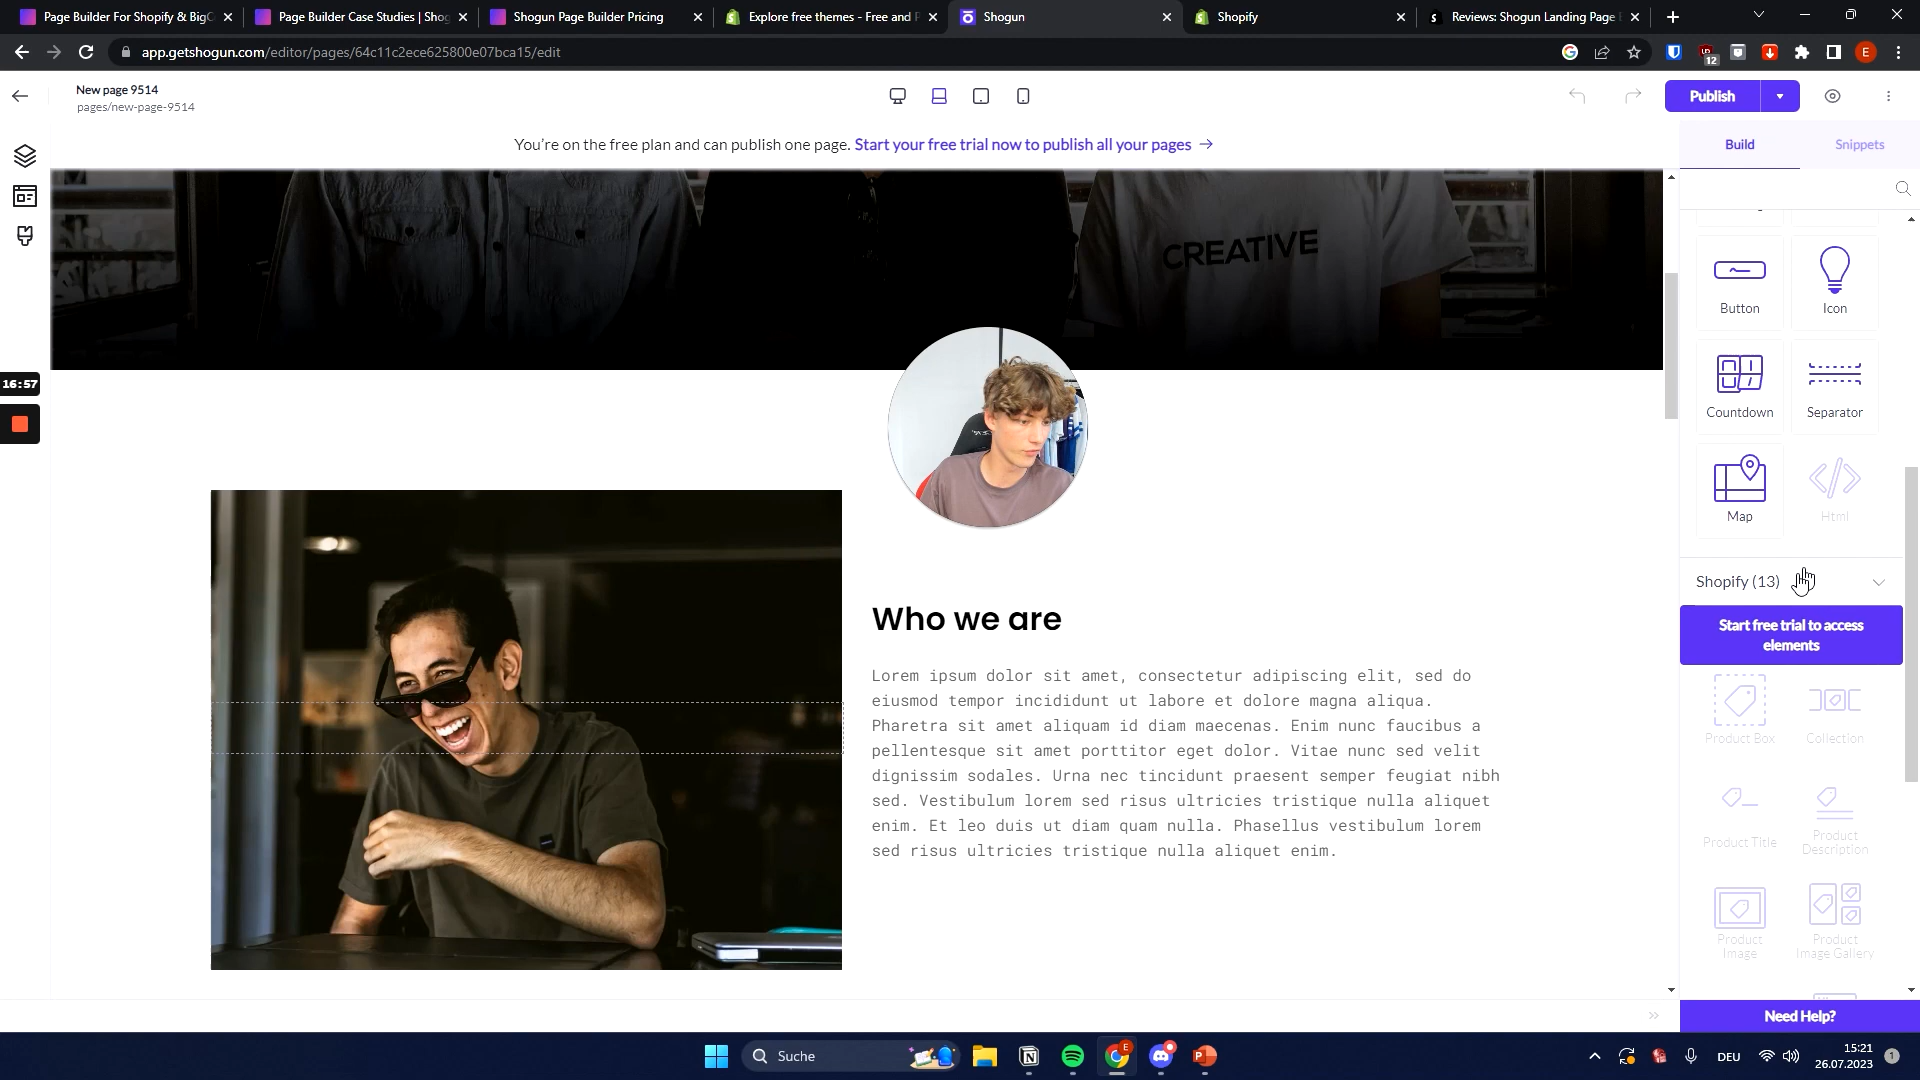 Page Builder For Shopify & BigC
Page Builder Case Studies | Shog
Shogun Page Builder Pricing
Explore free themes - Free and P
Shogun
Shopify
Reviews: Shogun Landing Page B
app.getshogun.com/editor/pages/64c11c2ece625800e07bca15/edit
12
E
New page 9514
pages/new-page-9514
Publish
You're on the free plan and can publish one page. Start your free trial now to publish all your pages →
Build
Snippets
CREATIVE
Button
Icon
16:57
Countdown
Separator
Map
Html
Shopify (13)
Start free trial to access
elements
Who we are
Lorem ipsum dolor sit amet, consectetur adipiscing elit, sed do
eiusmod tempor incididunt ut labore et dolore magna aliqua.
Pharetra sit amet aliquam id diam maecenas. Enim nunc faucibus a
pellentesque sit amet porttitor eget dolor. Vitae nunc sed velit
dignissim sodales. Urna nec tincidunt praesent semper feugiat nibh
sed. Vestibulum lorem sed risus ultricies tristique nulla aliquet
enim. Et leo duis ut diam quam nulla. Phasellus vestibulum lorem
sed risus ultricies tristique nulla aliquet enim.
Product Box
Collection
Product Title
Product
Description
Product
Image
Product
Image Gallery
Need Help?
Suche
E
DEU
15:21
26.07.2023
1